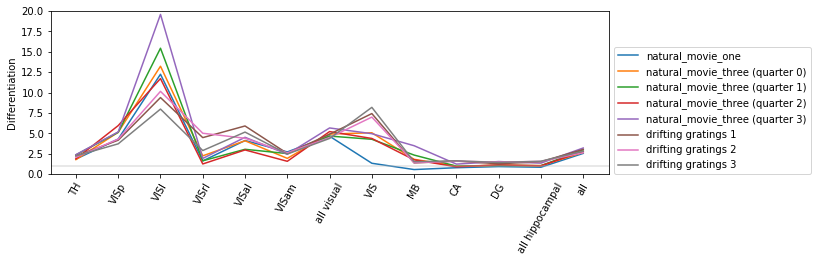 20.0
17.5
15.0
12.5
10.0
7.5
5.0
2.5
0.0
Differentiation
TH
VISp
VISl
VISrl
VISal
VISam
all visual
VIS
MB
CA
DG
all hippocampal
all
natural_movie_one
natural_movie_three (quarter 0)
natural_movie_three (quarter 1)
natural_movie_three (quarter 2)
natural_movie_three (quarter 3)
drifting gratings 1
drifting gratings 2
drifting gratings 3